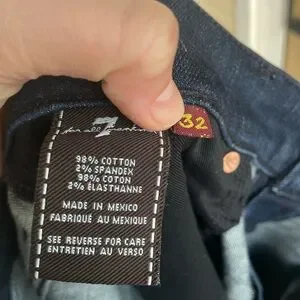 7
for all mankind
32
98% COTTON
2% SPANDEX
98% COTON
2% ÉLASTHANNE
MADE IN MEXICO
FABRIQUÉ AU MEXIQUE
SEE REVERSE FOR CARE
ENTRETIEN AU VERSO